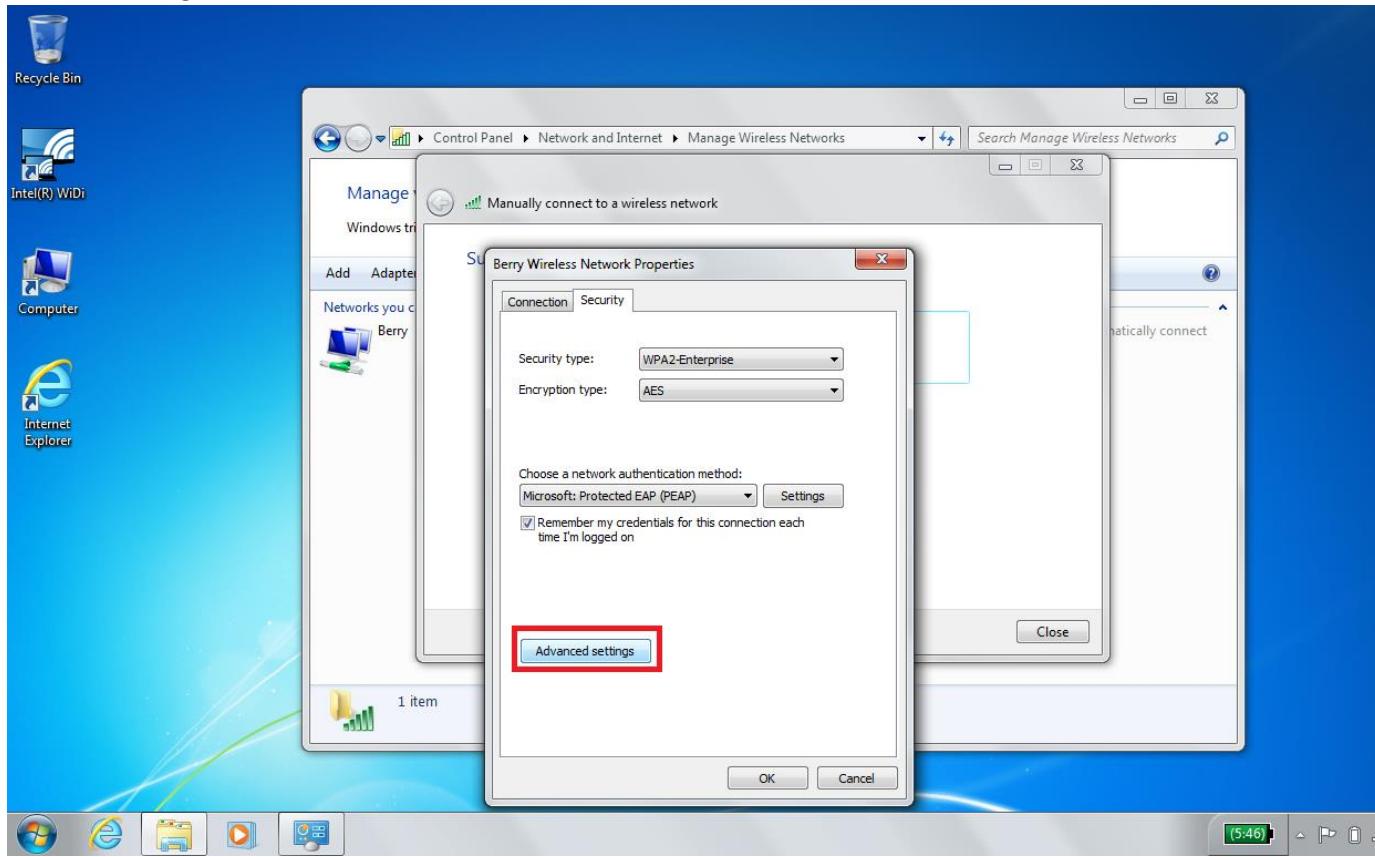 Recycle Bin
Intel(R) WiDi
Computer
Internet
Explorer
Control Panel Network and Internet Manage Wireless Networks
Search Manage Wireless Networks
Manage
Windows tri
Add Adapte
Networks you c
Berry
natically connect
Manually connect to a wireless network
Su
Close
1 item
Berry Wireless Network Properties
Connection Security
Security type: WPA2-Enterprise
Encryption type: AES
Choose a network authentication method:
Microsoft: Protected EAP (PEAP) Settings
Remember my credentials for this connection each
time I'm logged on
Advanced settings
OK Cancel
(5:46)